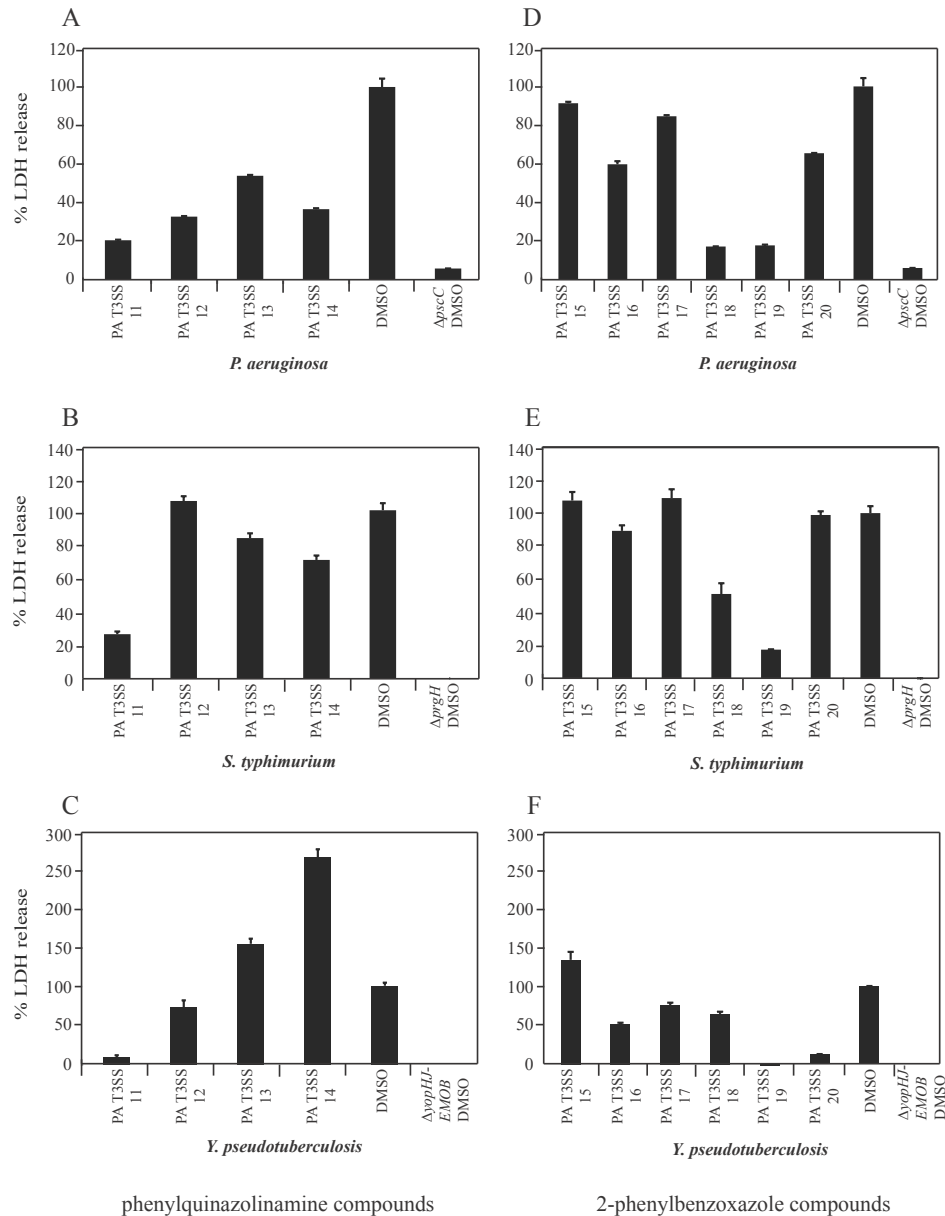 A
% LDH release
120
100
80
60
40
20
0
PA T3SS
11
PA T3SS
12
PA T3SS
13
PA T3SS
14
DMSO
ΔpscC
DMSO
P. aeruginosa
D
120
100
80
60
40
20
0
PA T3SS
15
PA T3SS
16
PA T3SS
17
PA T3SS
18
PA T3SS
19
PA T3SS
20
DMSO
ΔpscC
DMSO
P. aeruginosa
B
% LDH release
140
120
100
80
60
40
20
0
PA T3SS
11
PA T3SS
12
PA T3SS
13
PA T3SS
14
DMSO
ΔprgH
DMSO
S. typhimurium
E
% LDH release
140
120
100
80
60
40
20
0
PA T3SS
15
PA T3SS
16
PA T3SS
17
PA T3SS
18
PA T3SS
19
PA T3SS
20
DMSO
ΔprgH
DMSO
S. typhimurium
C
% LDH release
300
250
200
150
100
50
0
PA T3SS
11
PA T3SS
12
PA T3SS
13
PA T3SS
14
DMSO
ΔyopHJ-
EMOB
DMSO
Y. pseudotuberculosis
F
300
250
200
150
100
50
0
PA T3SS
15
PA T3SS
16
PA T3SS
17
PA T3SS
18
PA T3SS
19
PA T3SS
20
DMSO
ΔyopHJ-
EMOB
DMSO
Y. pseudotuberculosis
phenylquinazolinamine compounds
2-phenylbenzoxazole compounds